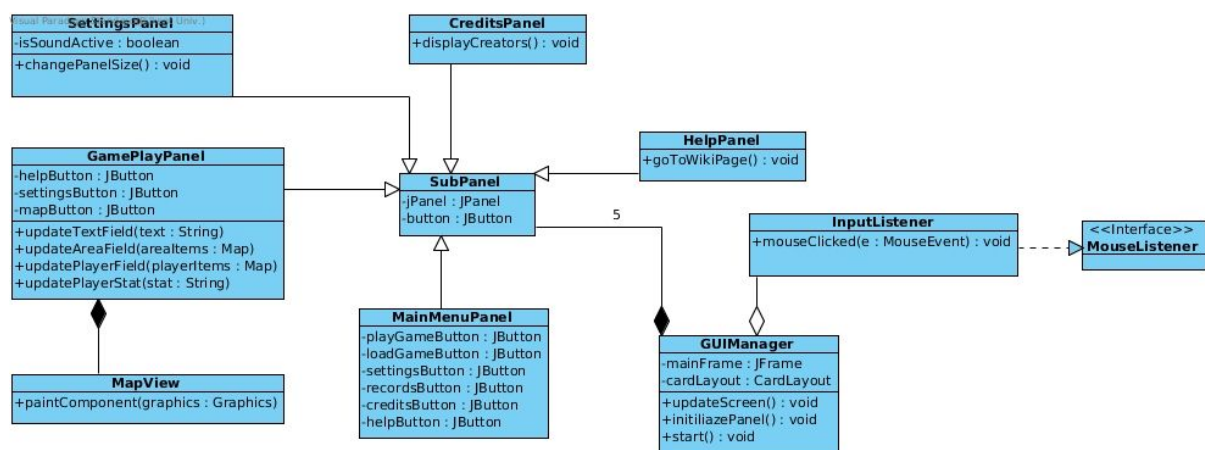 Visual Paradigm
Univ.)
SettingsPanel
-isSoundActive : boolean
+changePanelSize() : void
CreditsPanel
+displayCreators() : void
GamePlayPanel
-helpButton : JButton
-settingsButton : JButton
-mapButton : JButton
+updateTextField(text : String)
+updateAreaField(areaItems : Map)
+updatePlayerField(playerItems : Map)
+updatePlayerStat(stat : String)
HelpPanel
+goToWikiPage() : void
SubPanel
-jPanel : JPanel
-button : JButton
5
InputListener
+mouseClicked(e : MouseEvent) : void
<<Interface>>
MouseListener
MainMenuPanel
-playGameButton : JButton
-loadGameButton : JButton
-settingsButton : JButton
-recordsButton : JButton
-creditsButton : JButton
-helpButton : JButton
GUIManager
-mainFrame : JFrame
-cardLayout : CardLayout
+updateScreen() : void
+initiliazePanel() : void
+start() : void
MapView
+paintComponent(graphics : Graphics)